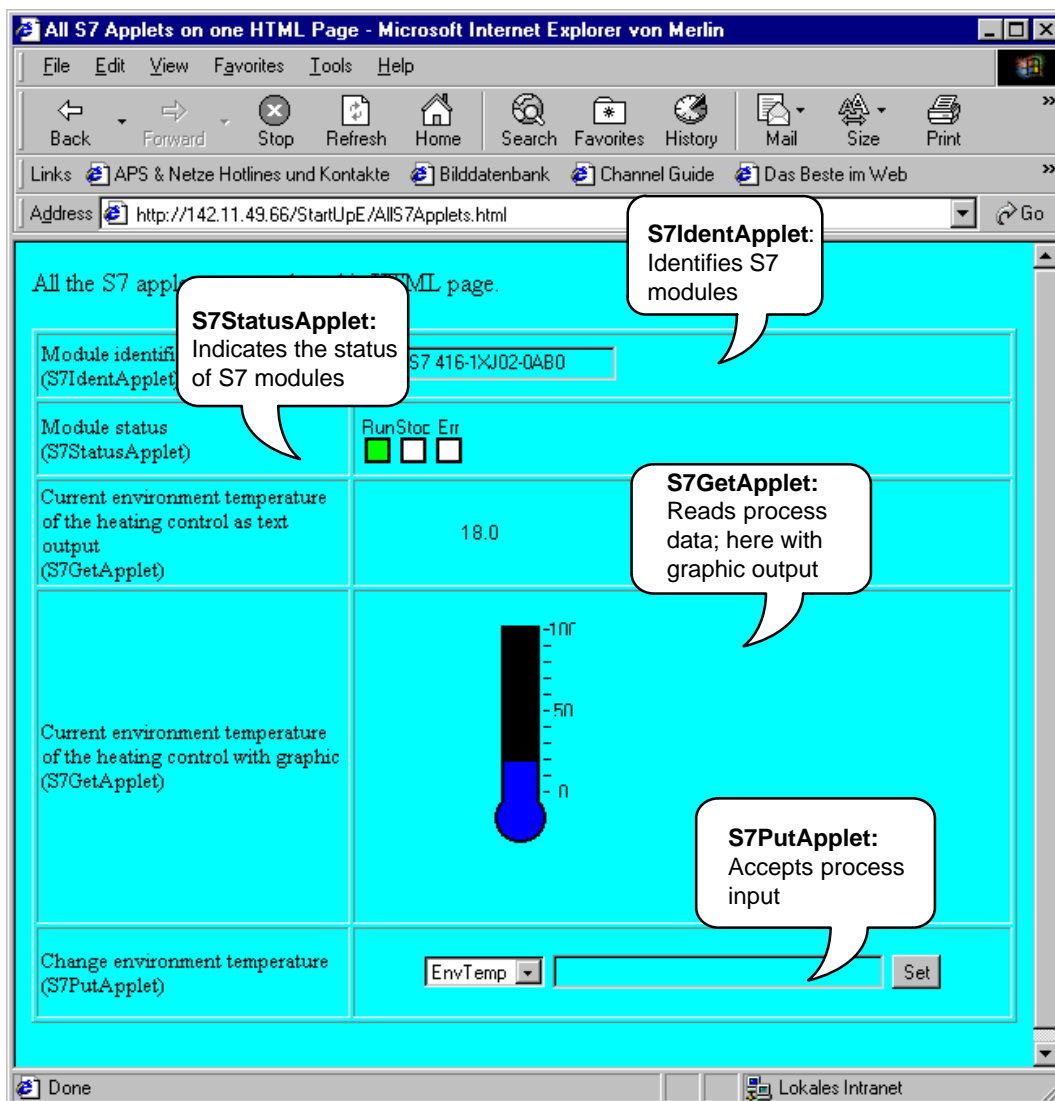 All S7 Applets on one HTML Page - Microsoft Internet Explorer von Merlin
File Edit View Favorites Tools Help
Back Forward Stop Refresh Home Search Favorites History Mail Size Print
Links APS & Netze Hotlines und Kontakte Bilddatenbank Channel Guide Das Beste im Web
Address http://142.11.49.66/StartUpE/AllS7Applets.html Go
S7IdentApplet:
Identifies S7
modules
All the S7 HTML page.
S7StatusApplet:
Indicates the status
of S7 modules
Module
(S7IdentApplet)
S7 416-1XJ02-0AB0
Module status
(S7StatusApplet)
Run Stop Err
Current environment temperature
of the heating control as text
output
(S7GetApplet)
18.0
S7GetApplet:
Reads process
data; here with
graphic output
Current environment temperature
of the heating control with graphic
(S7GetApplet)
100
50
0
S7PutApplet:
Accepts process
input
Change environment temperature
(S7PutApplet)
EnvTemp Set
Done Lokales Intranet